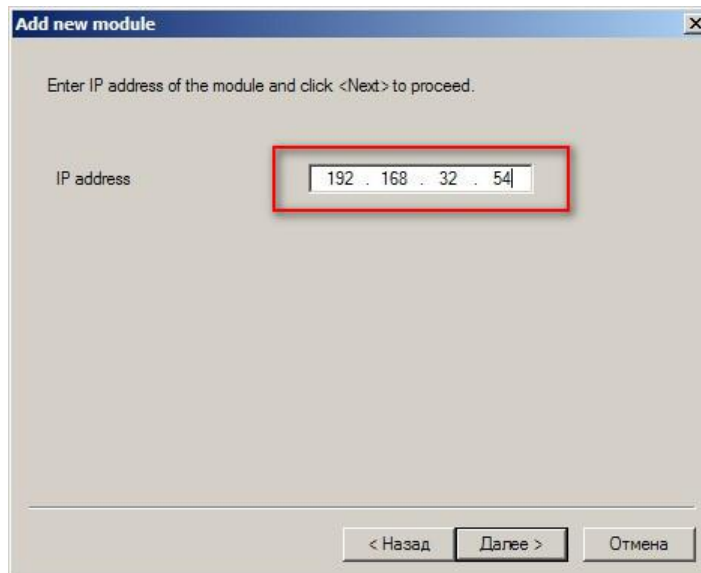 Add new module
Enter IP address of the module and click <Next> to proceed.
IP address
192 . 168 . 32 . 54
< Назад
Далее >
Отмена